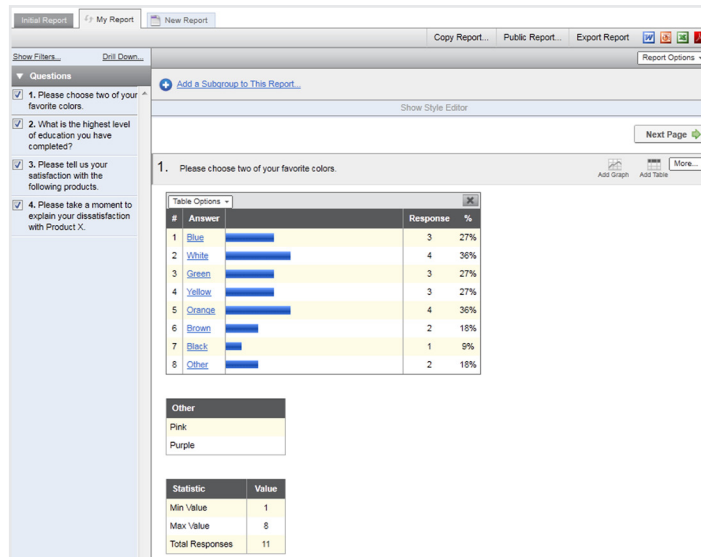 Initial Report My Report New Report
Copy Report... Public Report... Export Report
Show Filters... Drill Down... Report Options
Questions
1. Please choose two of your
favorite colors.
2. What is the highest level
of education you have
completed?
3. Please tell us your
satisfaction with the
following products.
4. Please take a moment to
explain your dissatisfaction
with Product X.
Add a Subgroup to This Report...
Show Style Editor
Next Page
1. Please choose two of your favorite colors.
Add Graph Add Table More...
Table Options
# Answer Response %
1 Blue 3 27%
2 White 4 36%
3 Green 3 27%
4 Yellow 3 27%
5 Orange 4 36%
6 Brown 2 18%
7 Black 1 9%
8 Other 2 18%
Other
Pink
Purple
Statistic Value
Min Value 1
Max Value 8
Total Responses 11